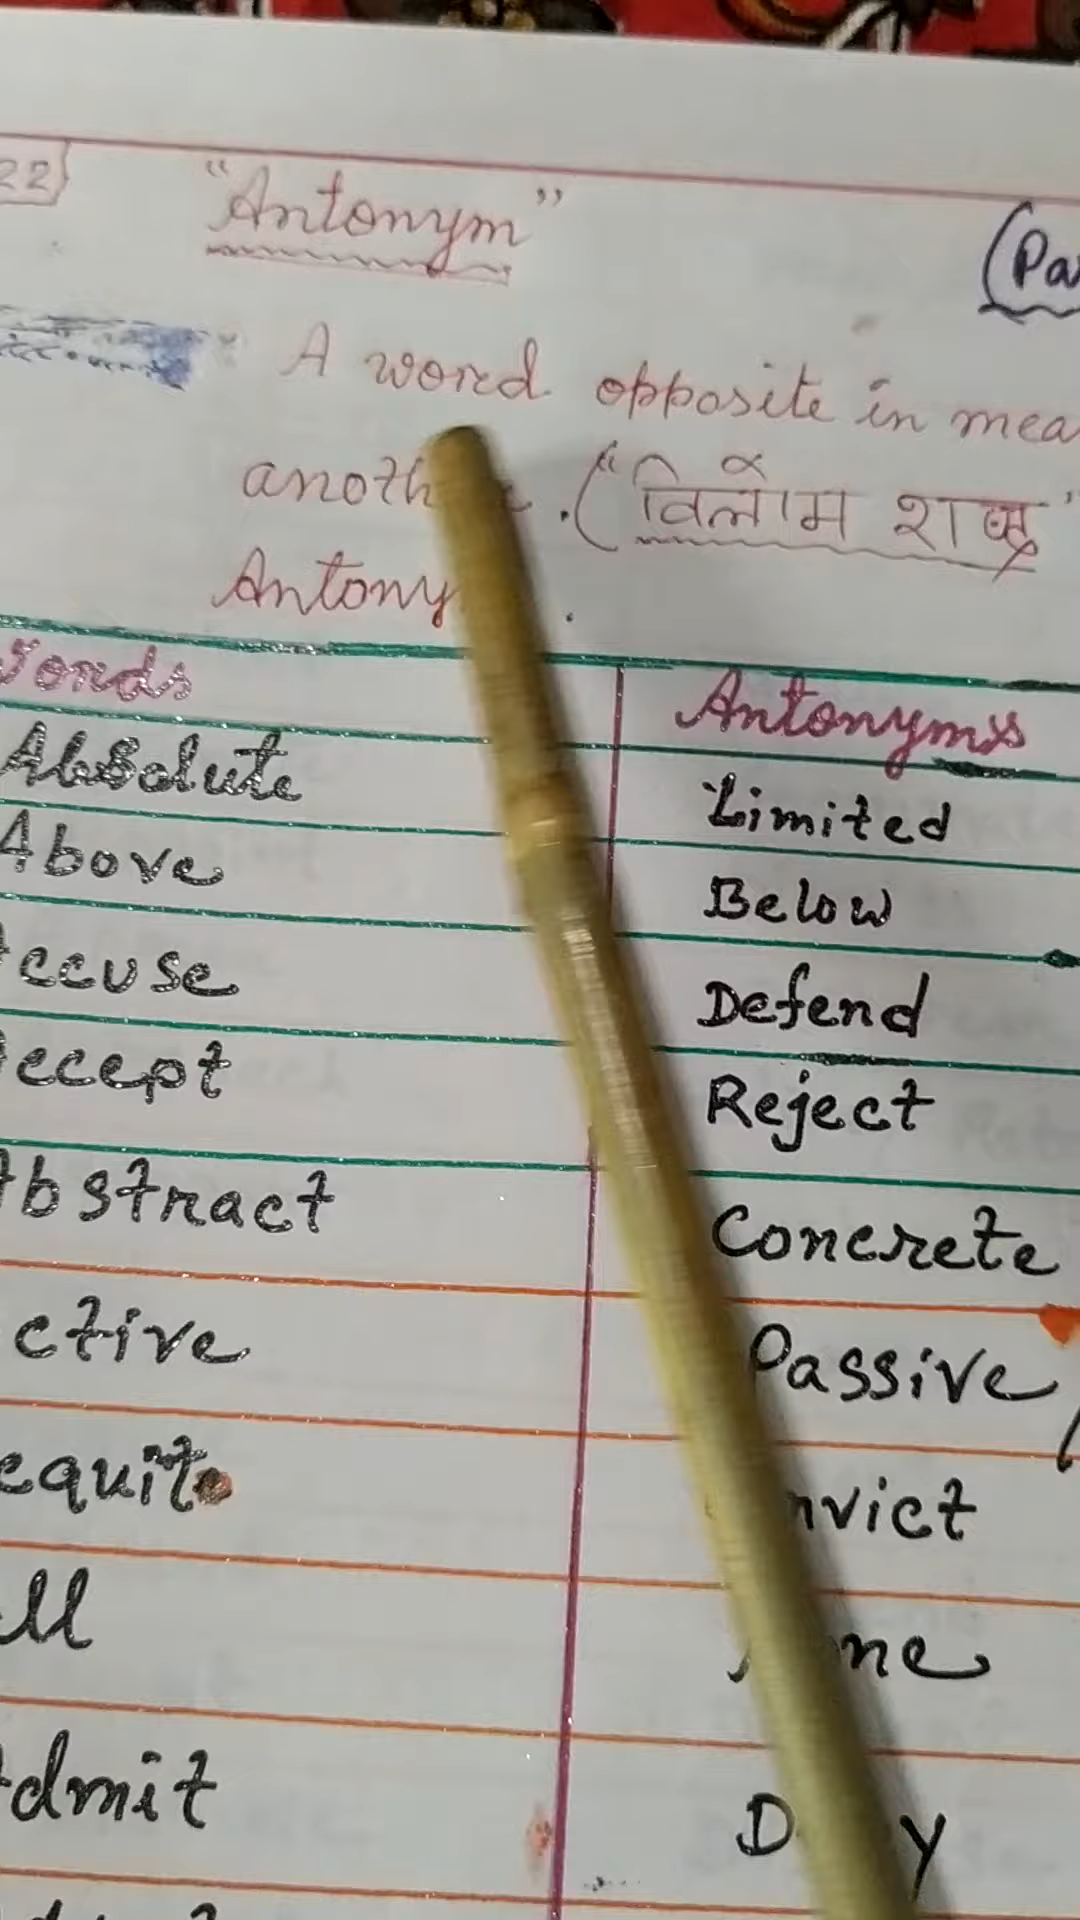 22
"Antonym"
(Pa
A word opposite in mea
anoth . ("विलोम शब्द"
Antony .
Words Antonyms
Absolute Limited
Above Below
ccuse Defend
ccept Reject
bstract Concrete
ctive Passive
cquit nvict
ll ne
dmit D y